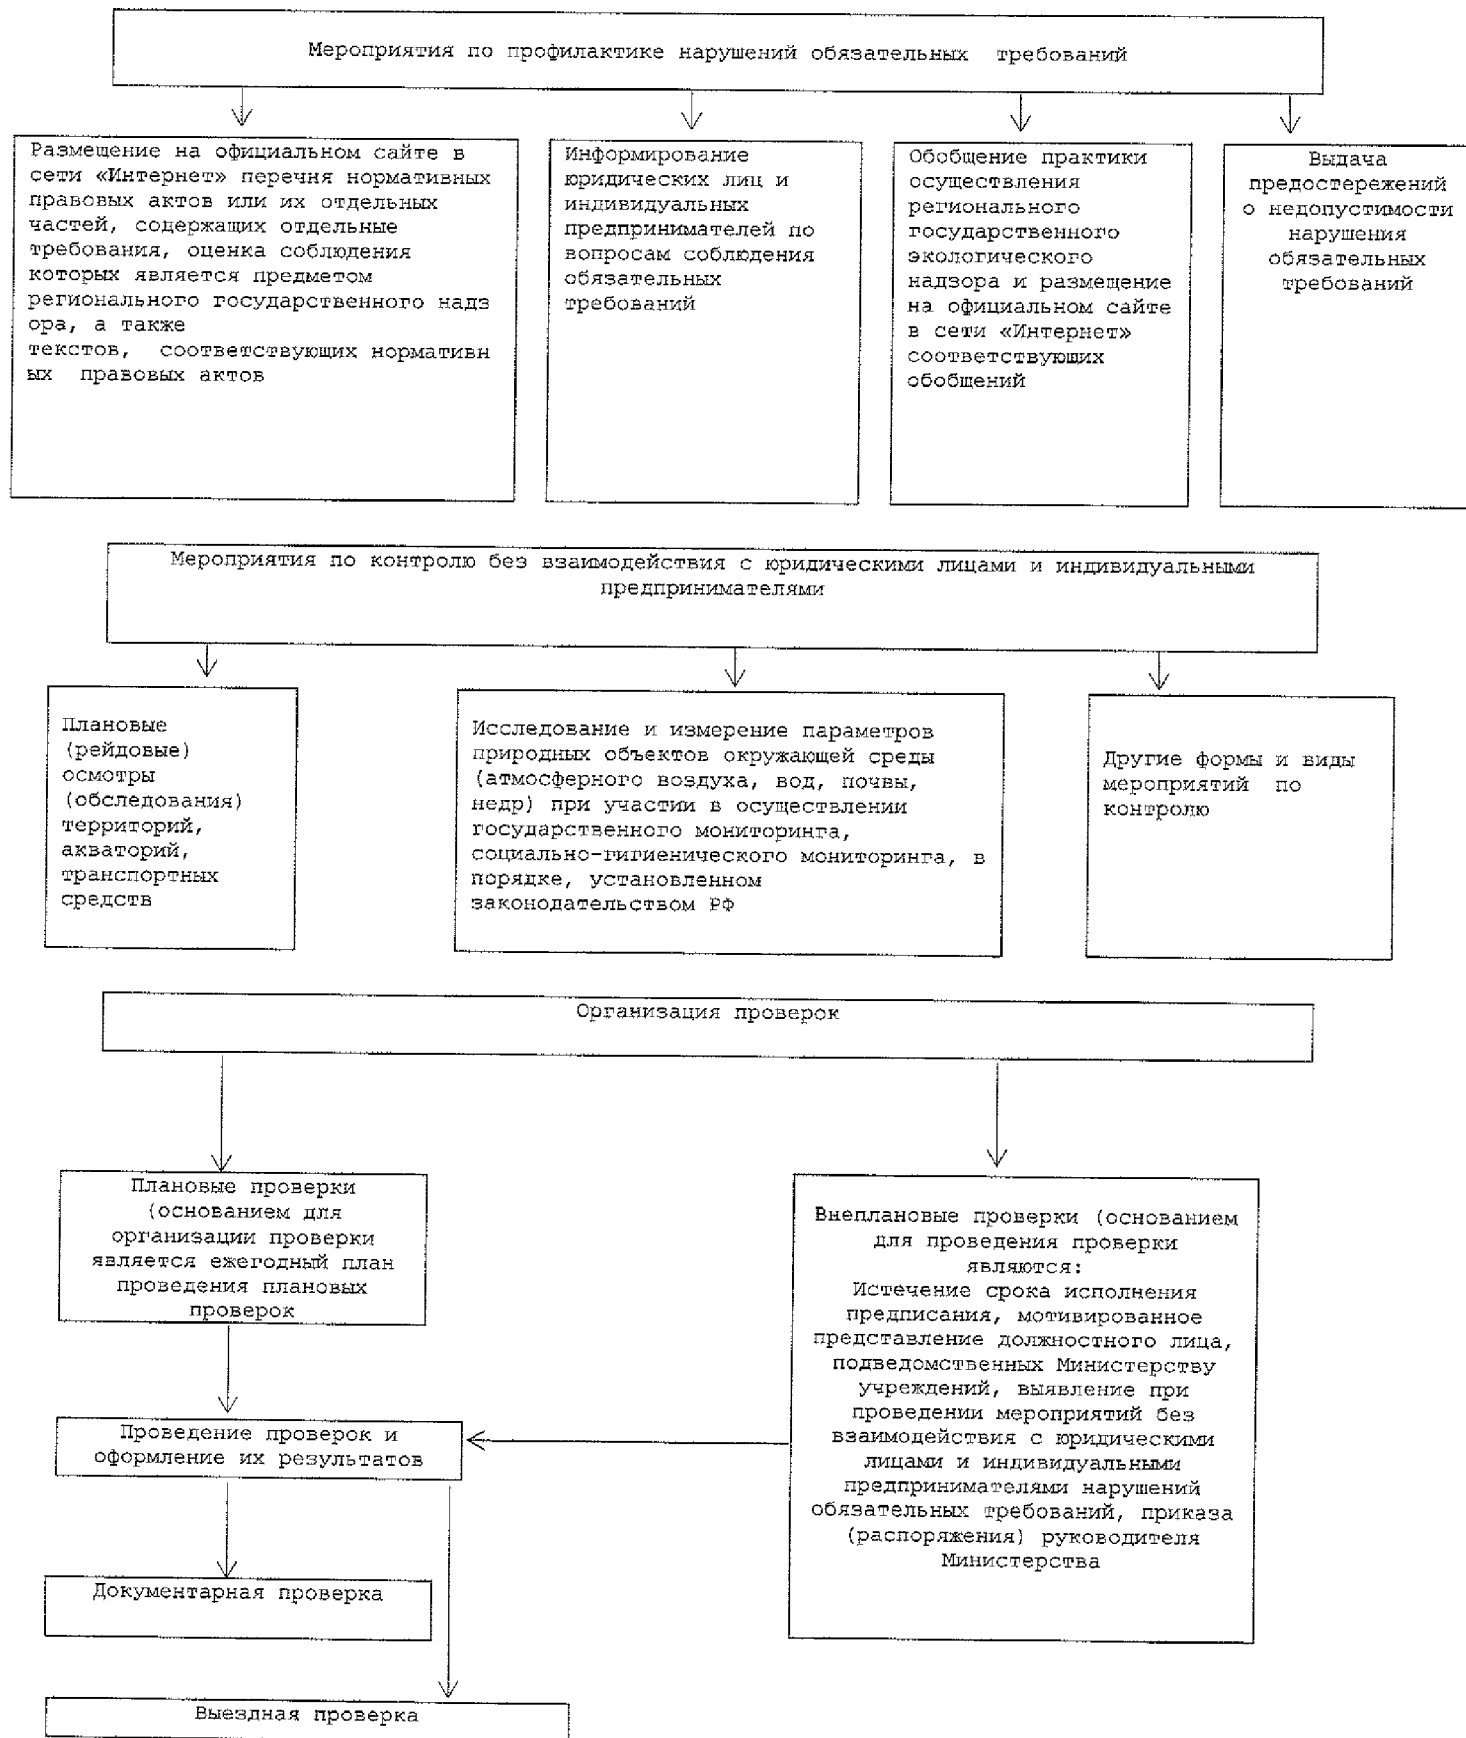 Мероприятия по профилактике нарушений обязательных требований
Размещение на официальном сайте в
сети «Интернет» перечня нормативных
правовых актов или их отдельных
частей, содержащих отдельные
требования, оценка соблюдения
которых является предметом
регионального государственного надз
ора, а также
текстов, соответствующих нормативн
ых правовых актов
Информирование
юридических лиц и
индивидуальных
предпринимателей по
вопросам соблюдения
обязательных
требований
Обобщение практики
осуществления
регионального
государственного
экологического
надзора и размещение
на официальном сайте
в сети «Интернет»
соответствующих
обобщений
Выдача
предостережений
о недопустимости
нарушения
обязательных
требований
Мероприятия по контролю без взаимодействия с юридическими лицами и индивидуальными
предпринимателями
Плановые
(рейдовые)
осмотры
(обследования)
территорий,
акваторий,
транспортных
средств
Исследование и измерение параметров
природных объектов окружающей среды
(атмосферного воздуха, вод, почвы,
недр) при участии в осуществлении
государственного мониторинга,
социально-гигиенического мониторинга, в
порядке, установленном
законодательством РФ
Другие формы и виды
мероприятий по
контролю
Организация проверок
Плановые проверки
(основанием для
организации проверки
является ежегодный план
проведения плановых
проверок
Внеплановые проверки (основанием
для проведения проверки
являются:
Истечение срока исполнения
предписания, мотивированное
представление должностного лица,
подведомственных Министерству
учреждений, выявление при
проведении мероприятий без
взаимодействия с юридическими
лицами и индивидуальными
предпринимателями нарушений
обязательных требований, приказа
(распоряжения) руководителя
Министерства
Проведение проверок и
оформление их результатов
Документарная проверка
Выездная проверка